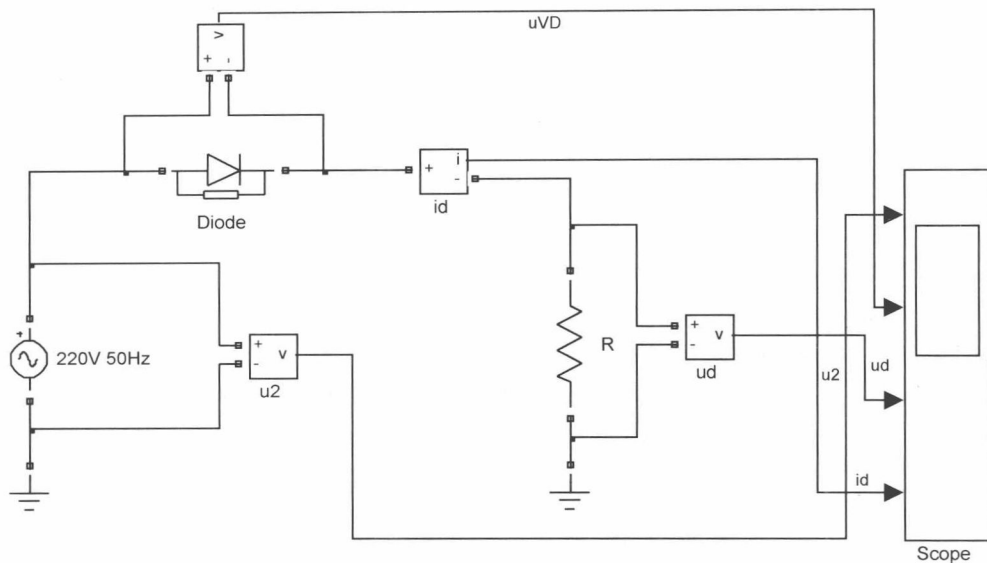 uVD
v
+ -
+ i
-
id
Diode
+
220V 50Hz
+ v
-
u2
R
+ v
-
ud
u2
ud
id
Scope